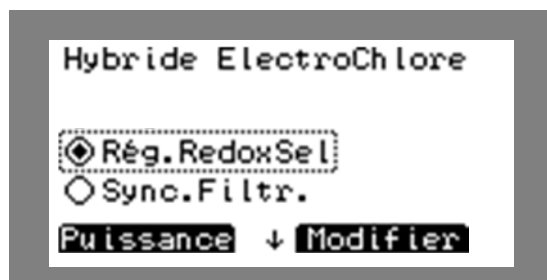 Hybride ElectroChlore
Rég.RedoxSel
Sync.Filtr.
Puissance ↓ Modifier